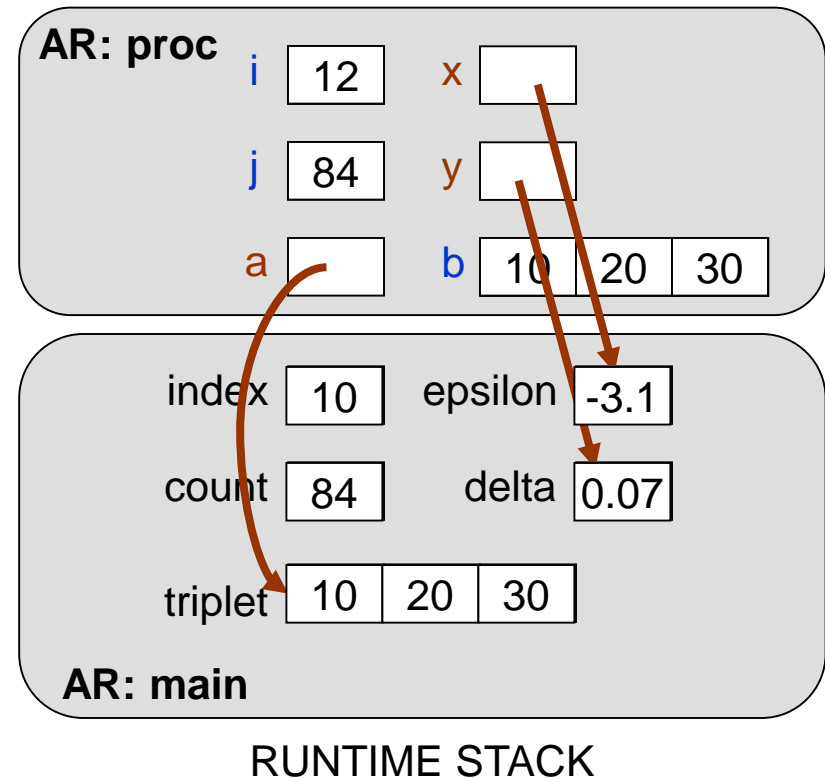 AR: proc
i 12 x
j 84 y
a b 10 20 30
index 10 epsilon -3.1
count 84 delta 0.07
triplet 10 20 30
AR: main
RUNTIME STACK